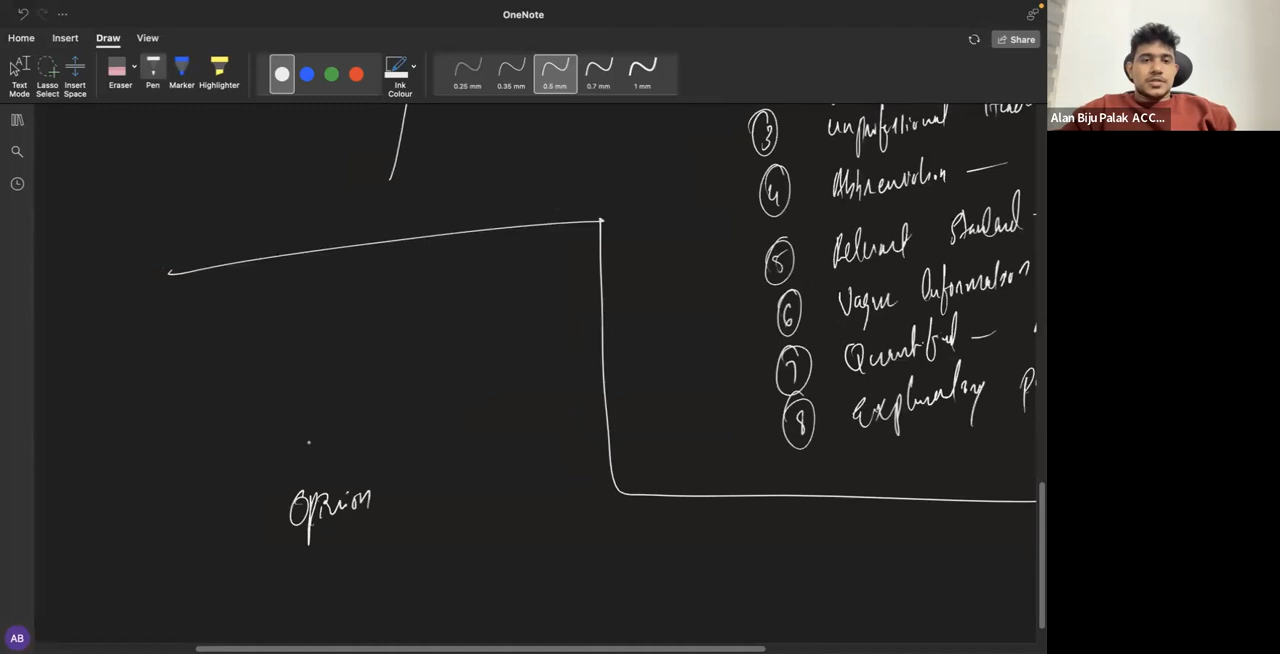 OneNote
Home Insert Draw View
Share
Text Mode
Lasso Select
Insert Space
Eraser
Pen
Marker
Highlighter
Ink Colour
0.25 mm
0.35 mm
0.5 mm
0.7 mm
1 mm
Alan Biju Palak ACC...
3 Unprofessional
4 Abbreviation —
5 Relevant Standard -
6 Vague Information
7 Quantified —
8 Explanatory P
Opinion
AB